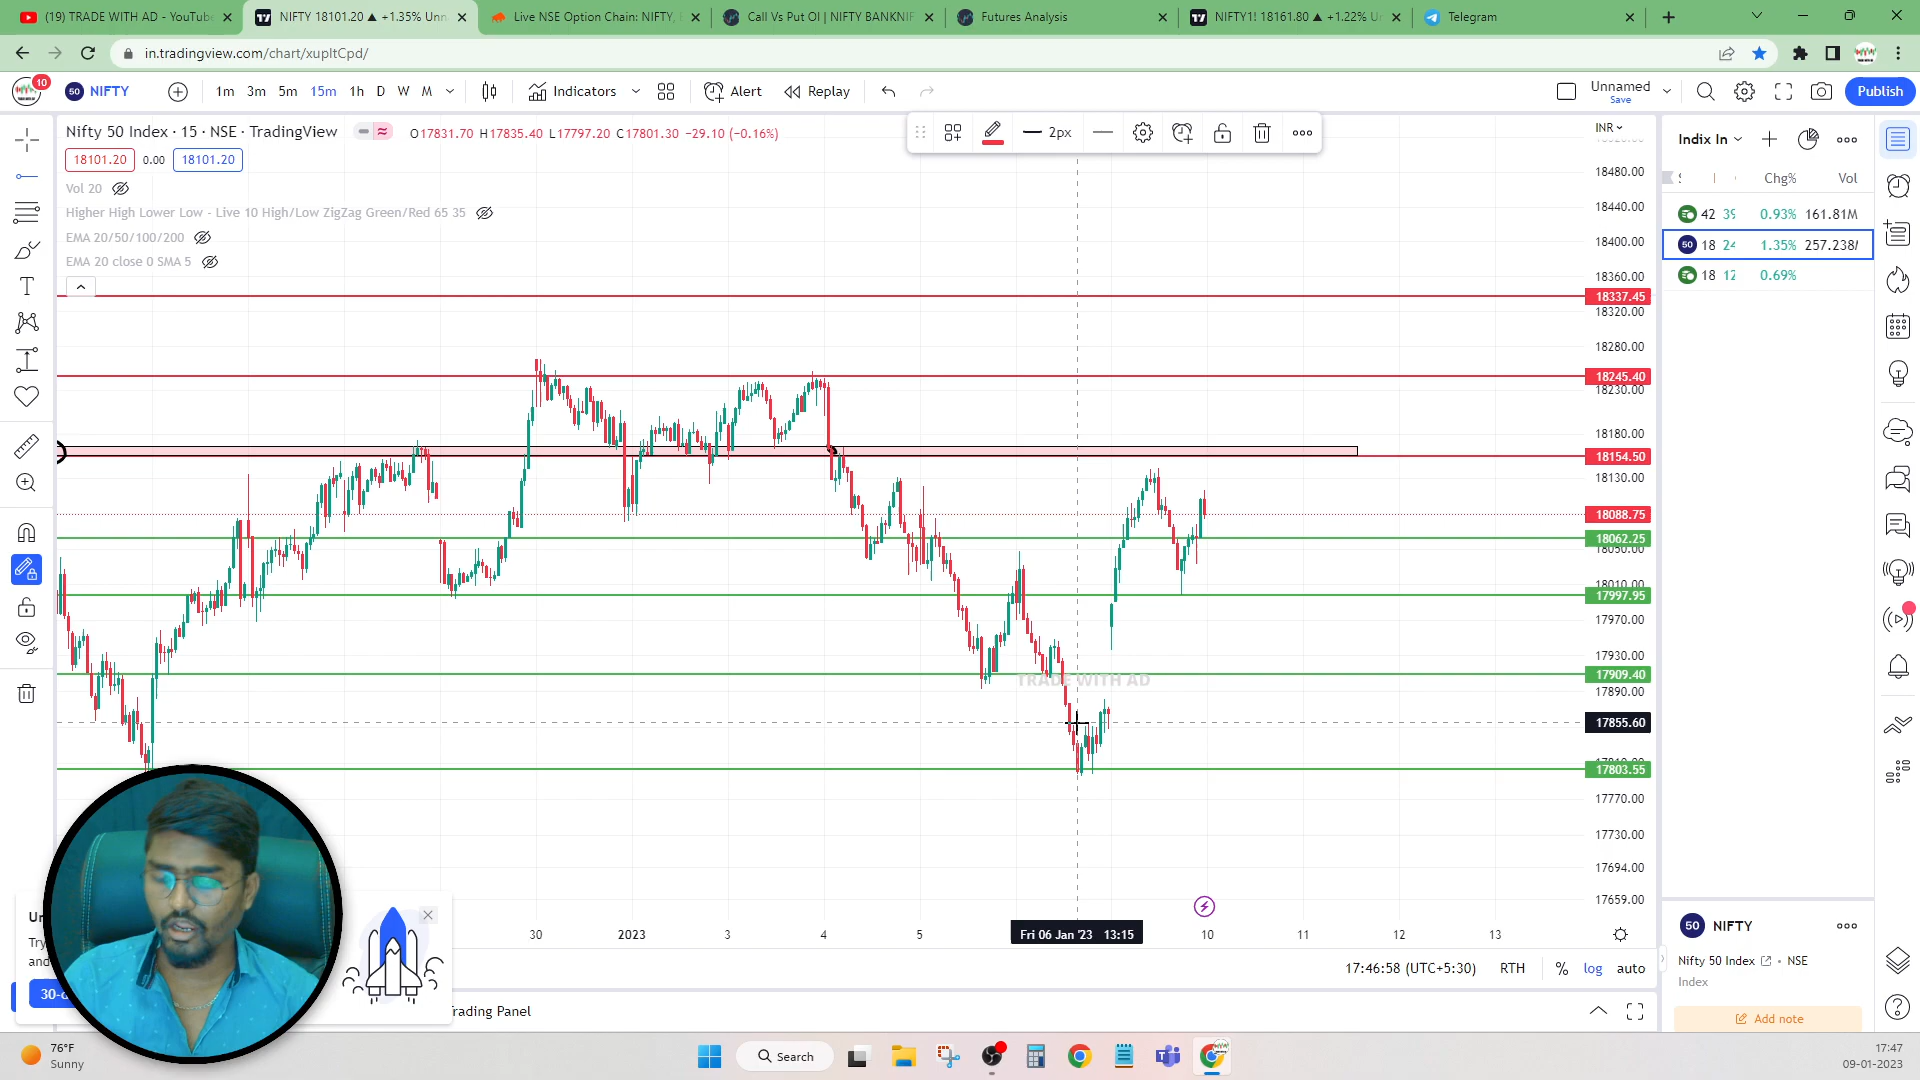 (19) TRADE WITH AD - YouTube
NIFTY 18101.20 ▲ +1.35% Unn
Live NSE Option Chain: NIFTY,
Call Vs Put OI | NIFTY BANKNIF
Futures Analysis
NIFTY1! 18161.80 ▲ +1.22% U
Telegram
in.tradingview.com/chart/xupltCpd/
10
50 NIFTY
1m 3m 5m 15m 1h D W M
Indicators
Alert
Replay
Unnamed
Save
Publish
Nifty 50 Index · 15 · NSE · TradingView
O17831.70 H17835.40 L17797.20 C17801.30 −29.10 (−0.16%)
2px
INR
Indix In
18101.20 0.00 18101.20
Vol 20
Higher High Lower Low - Live 10 High/Low ZigZag Green/Red 65 35
EMA 20/50/100/200
EMA 20 close 0 SMA 5
Chg% Vol
42 0.93% 161.81M
50 18 1.35% 257.238
18 12 0.69%
18480.00
18440.00
18400.00
18360.00
18337.45
18320.00
18280.00
18245.40
18230.00
18180.00
18154.50
18130.00
18088.75
18062.25
18050.00
18010.00
17997.95
17970.00
17930.00
17909.40
17890.00
17855.60
17803.55
17770.00
17730.00
17694.00
17659.00
TRADE WITH AD
30 2023 3 4 5 Fri 06 Jan '23 13:15 10 11 12 13
17:46:58 (UTC+5:30) RTH % log auto
Try
and
30-
rading Panel
50 NIFTY
Nifty 50 Index • NSE
Index
Add note
76°F
Sunny
Search
17:47
09-01-2023